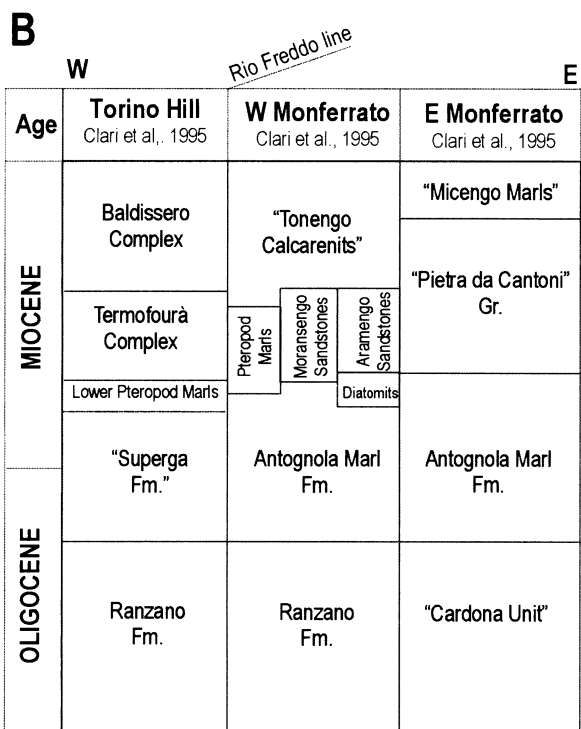 B
W
Rio Freddo line
E
Age
Torino Hill
Clari et al,. 1995
W Monferrato
Clari et al., 1995
E Monferrato
Clari et al., 1995
MIOCENE
OLIGOCENE
Baldissero
Complex
Termofourà
Complex
Lower Pteropod Marls
"Superga
Fm."
Ranzano
Fm.
"Tonengo
Calcarenits"
Pteropod
Marls
Moransengo
Sandstones
Aramengo
Sandstones
Diatomits
Antognola Marl
Fm.
Ranzano
Fm.
"Micengo Marls"
"Pietra da Cantoni"
Gr.
Antognola Marl
Fm.
"Cardona Unit"